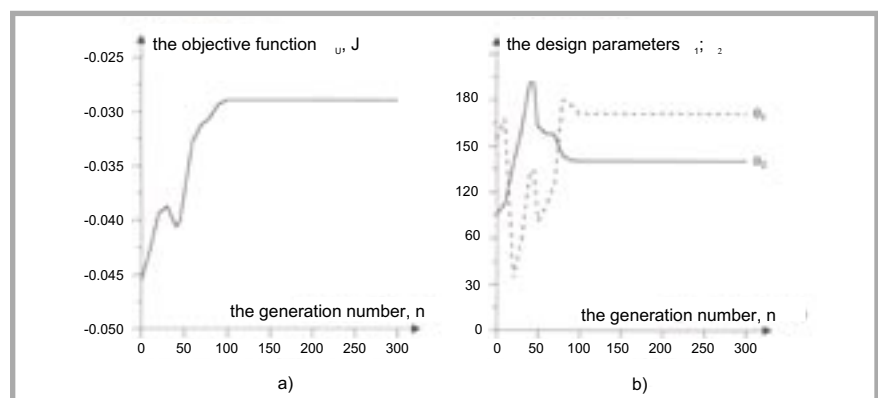 the objective function U, J
-0.025
-0.030
-0.035
-0.040
-0.045
-0.050
the generation number, n
0 50 100 150 200 250 300
a)
the design parameters 1; 2
180
150
120
60
30
0
the generation number, n
0 50 100 150 200 250 300
b)